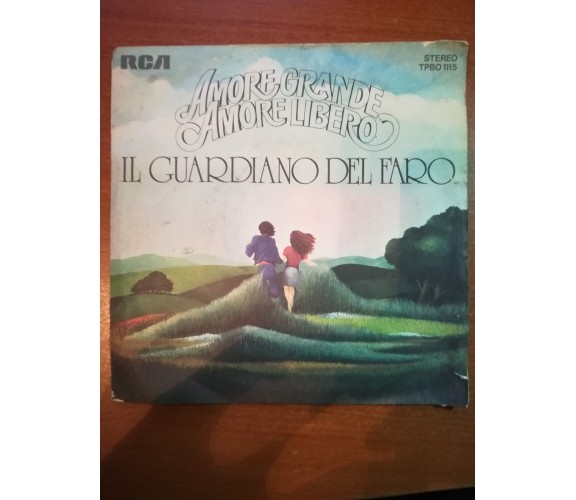 RCA
STEREO
TPBO 1115
AMORE GRANDE
AMORE LIBERO
IL GUARDIANO DEL FARO